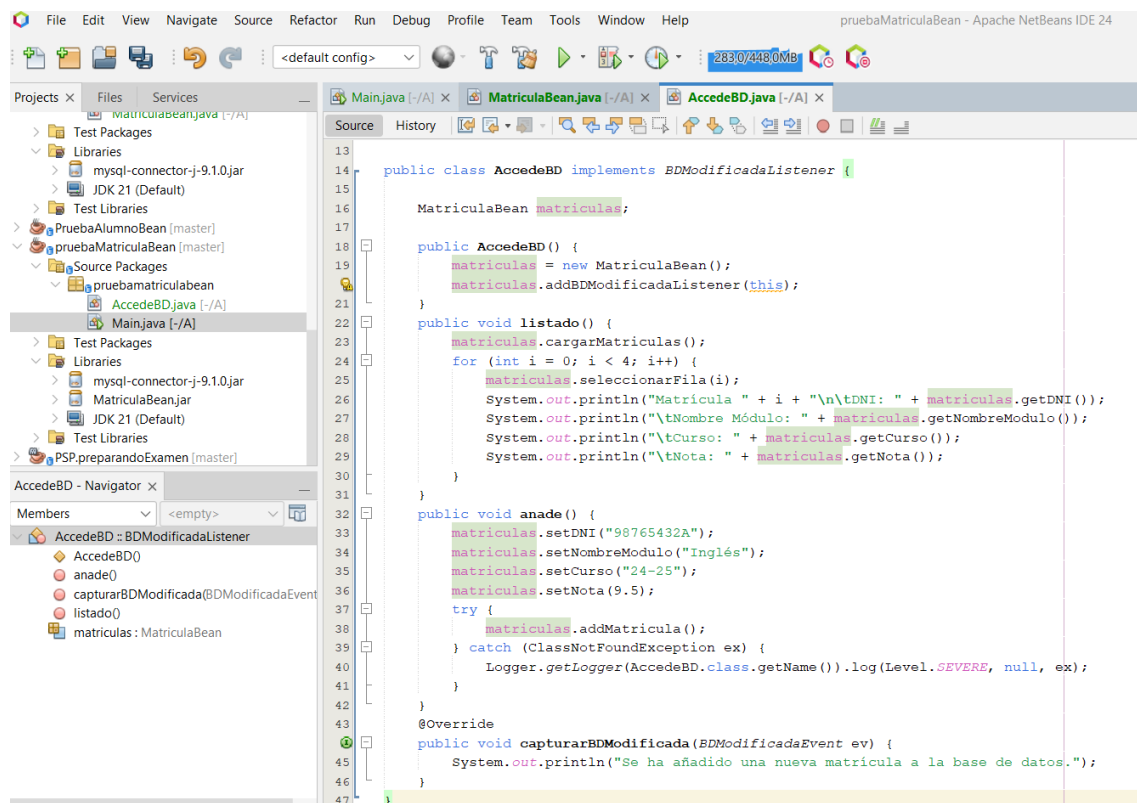 File Edit View Navigate Source Refactor Run Debug Profile Team Tools Window Help pruebaMatriculaBean - Apache NetBeans IDE 24
<default config> 283,0/448,0MB
Projects × Files Services
MatriculaBean.java [-/A]
Test Packages
Libraries
mysql-connector-j-9.1.0.jar
JDK 21 (Default)
Test Libraries
PruebaAlumnoBean [master]
pruebaMatriculaBean [master]
Source Packages
pruebamatriculabean
AccedeBD.java [-/A]
Main.java [-/A]
Test Packages
Libraries
mysql-connector-j-9.1.0.jar
MatriculaBean.jar
JDK 21 (Default)
Test Libraries
PSP.preparandoExamen [master]
AccedeBD - Navigator ×
Members <empty>
AccedeBD :: BDModificadaListener
AccedeBD()
anade()
capturarBDModificada(BDModificadaEvent
listado()
matriculas : MatriculaBean
Main.java [-/A] × MatriculaBean.java [-/A] × AccedeBD.java [-/A] ×
Source History
13
14 public class AccedeBD implements BDModificadaListener {
15
16 MatriculaBean matriculas;
17
18 public AccedeBD() {
19 matriculas = new MatriculaBean();
matriculas.addBDModificadaListener(this);
21 }
22 public void listado() {
23 matriculas.cargarMatriculas();
24 for (int i = 0; i < 4; i++) {
25 matriculas.seleccionarFila(i);
26 System.out.println("Matrícula " + i + "\n\tDNI: " + matriculas.getDNI());
27 System.out.println("\tNombre Módulo: " + matriculas.getNombreModulo());
28 System.out.println("\tCurso: " + matriculas.getCurso());
29 System.out.println("\tNota: " + matriculas.getNota());
30 }
31 }
32 public void anade() {
33 matriculas.setDNI("98765432A");
34 matriculas.setNombreModulo("Inglés");
35 matriculas.setCurso("24-25");
36 matriculas.setNota(9.5);
37 try {
38 matriculas.addMatricula();
39 } catch (ClassNotFoundException ex) {
40 Logger.getLogger(AccedeBD.class.getName()).log(Level.SEVERE, null, ex);
41 }
42 }
43 @Override
public void capturarBDModificada(BDModificadaEvent ev) {
45 System.out.println("Se ha añadido una nueva matrícula a la base de datos.");
46 }
47 }